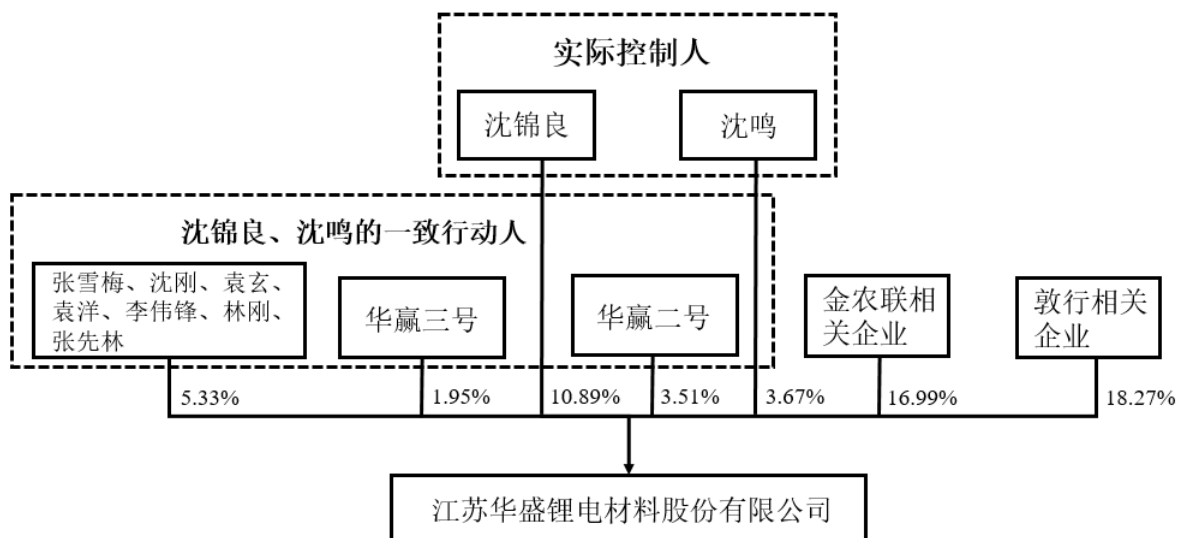 实际控制人
沈锦良
沈鸣
沈锦良、沈鸣的一致行动人
张雪梅、沈刚、袁玄、
袁洋、李伟锋、林刚、
张先林
华赢三号
华赢二号
金农联相
关企业
敦行相关
企业
5.33%
1.95%
10.89%
3.51%
3.67%
16.99%
18.27%
江苏华盛锂电材料股份有限公司